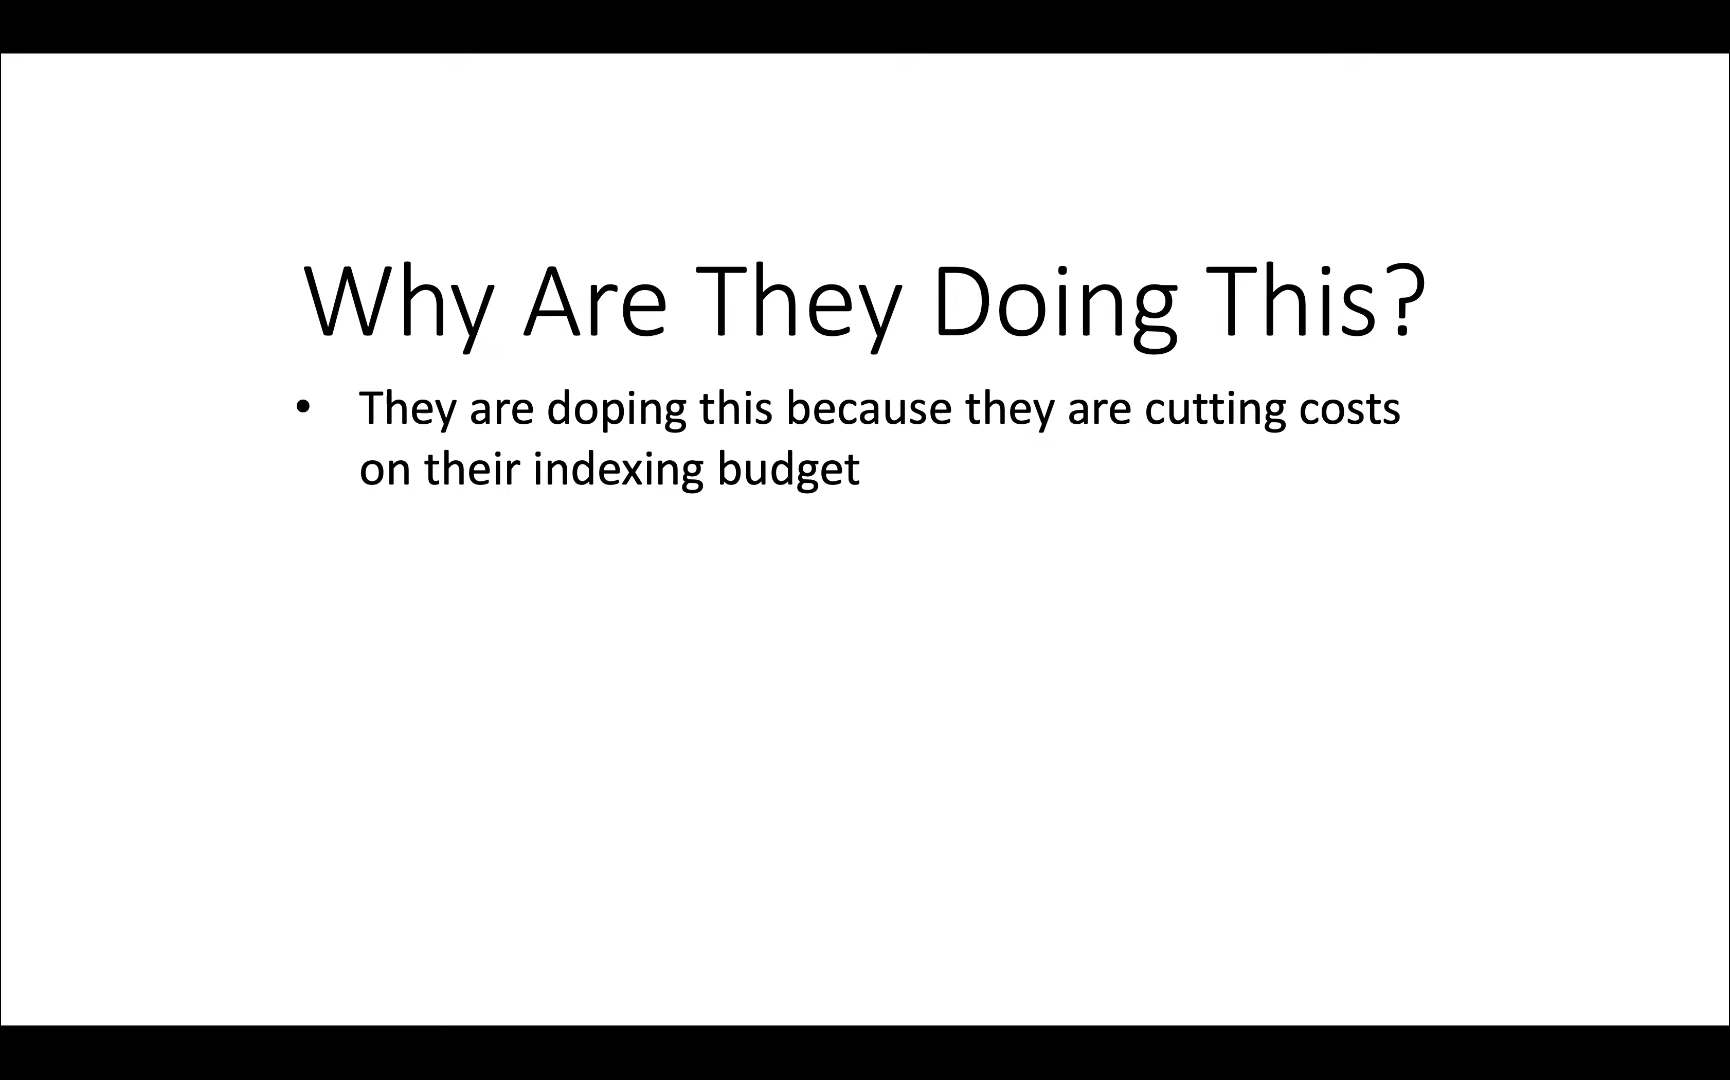 Why Are They Doing This?
• They are doping this because they are cutting costs
on their indexing budget